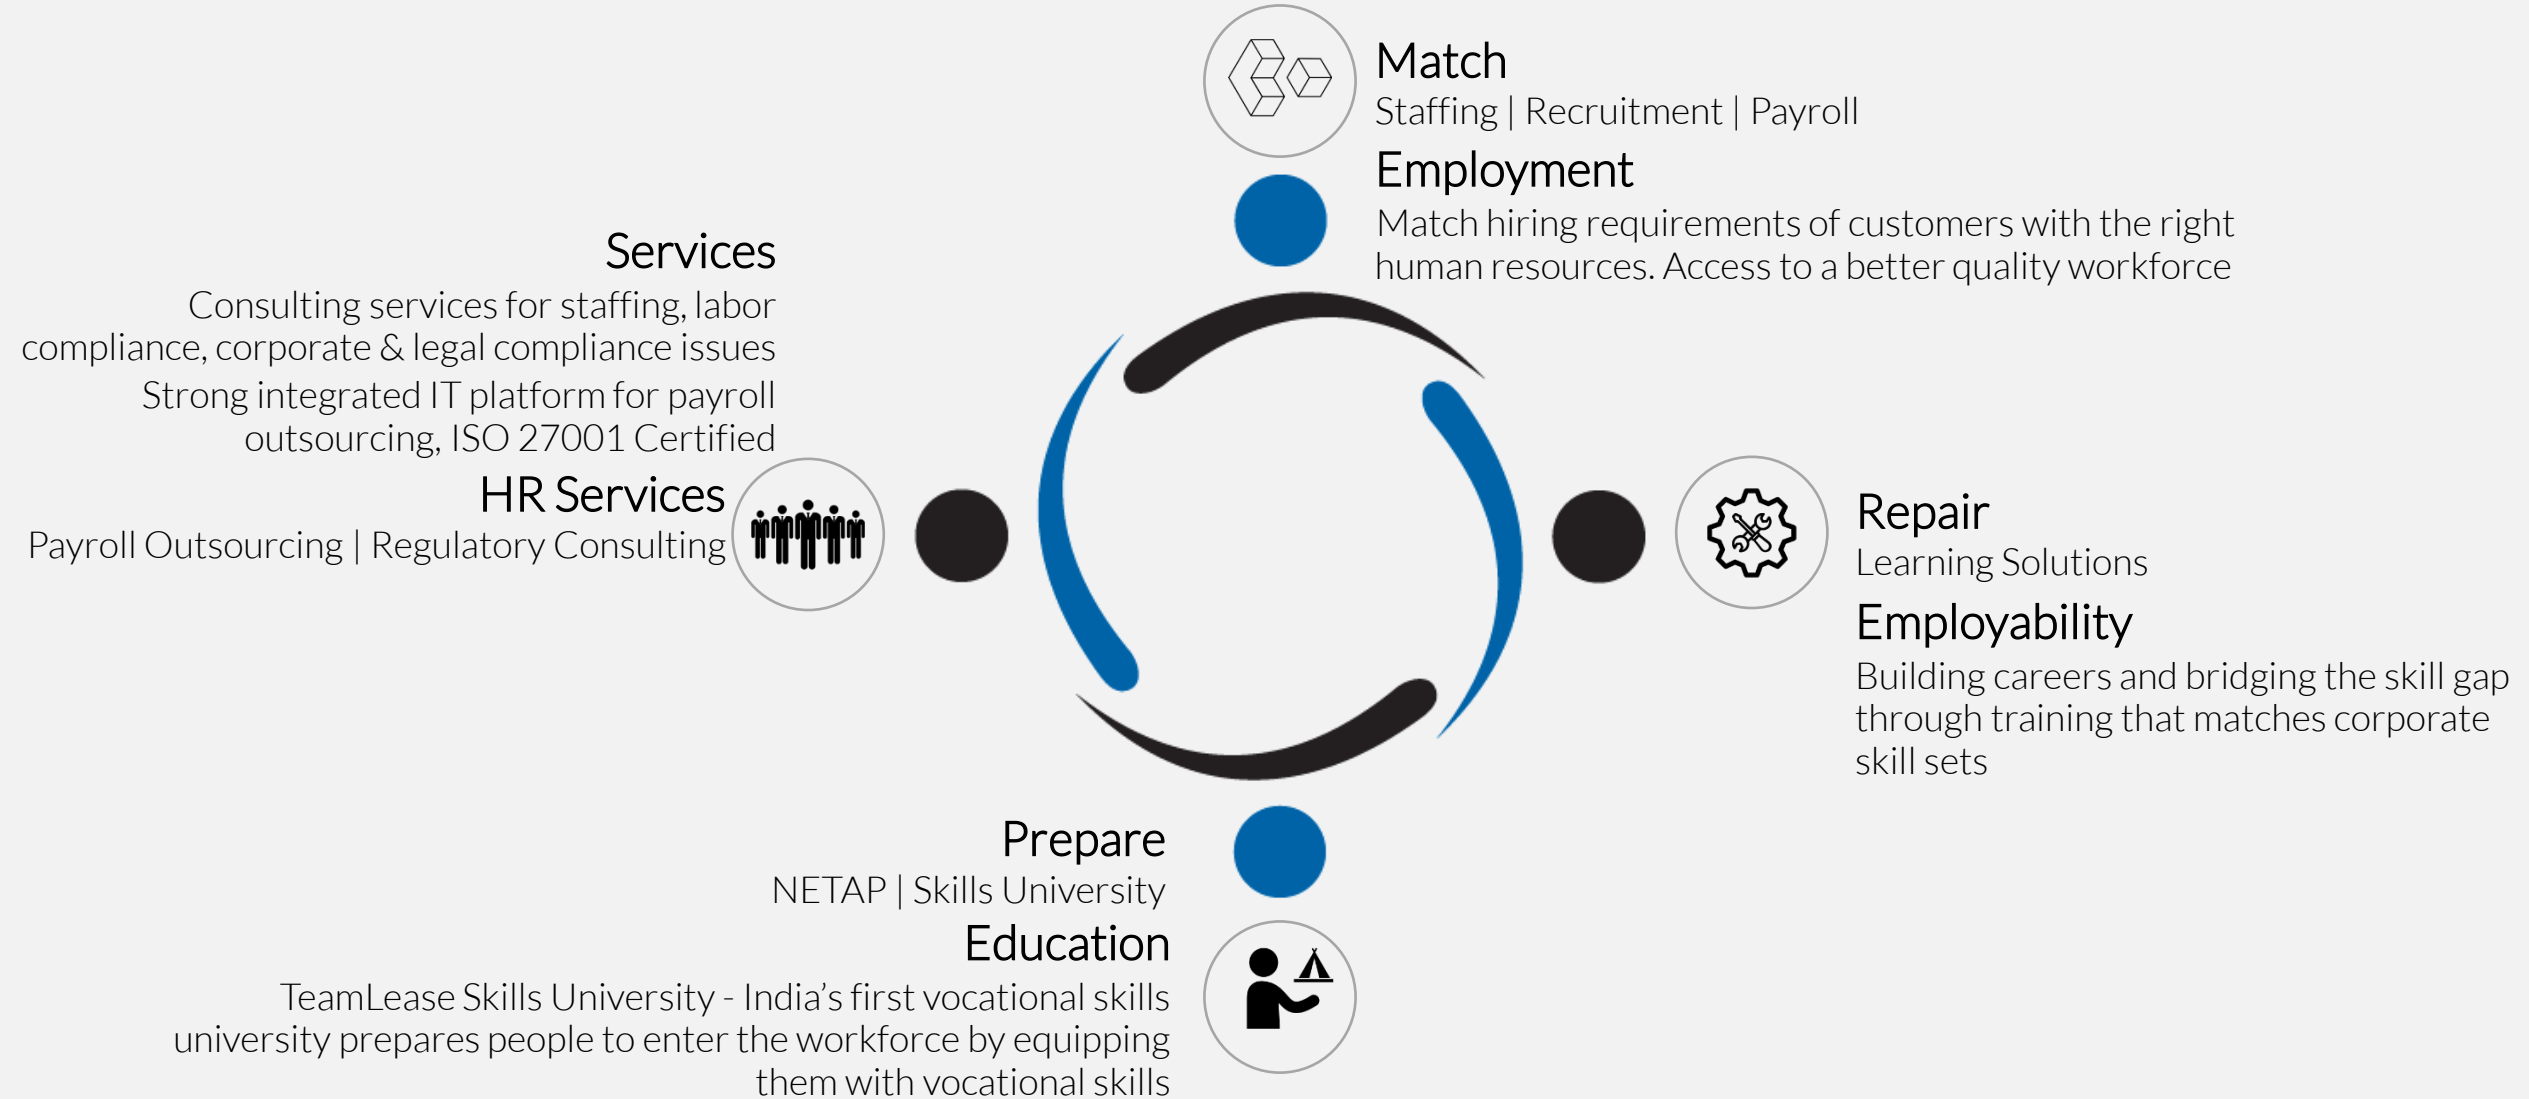 Match
Staffing | Recruitment | Payroll
Employment
Match hiring requirements of customers with the right
human resources. Access to a better quality workforce
Services
Consulting services for staffing, labor
compliance, corporate & legal compliance issues
Strong integrated IT platform for payroll
outsourcing, ISO 27001 Certified
HR Services
Payroll Outsourcing | Regulatory Consulting
Repair
Learning Solutions
Employability
Building careers and bridging the skill gap
through training that matches corporate
skill sets
Prepare
NETAP | Skills University
Education
TeamLease Skills University - India’s first vocational skills
university prepares people to enter the workforce by equipping
them with vocational skills